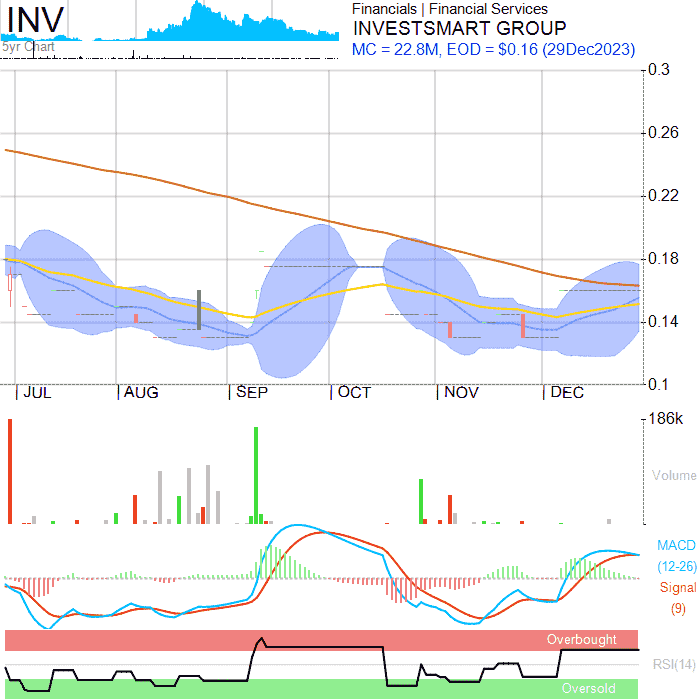 INV
5yr Chart
Financials | Financial Services
INVESTSMART GROUP
MC = 22.8M, EOD = $0.16 (29Dec2023)
0.3
0.26
0.22
0.18
0.14
0.1
JUL AUG SEP OCT NOV DEC
186k
Volume
MACD
(12-26)
Signal
(9)
Overbought
RSI(14)
Oversold